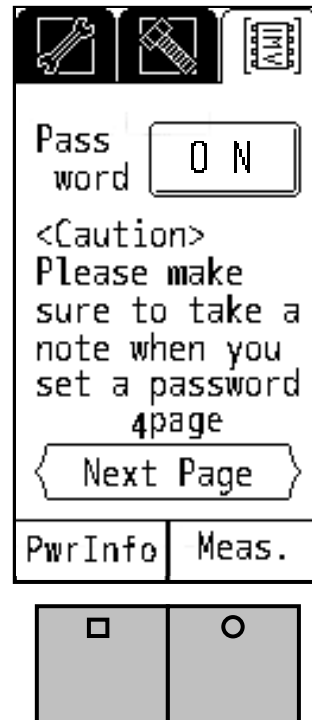 Pass
word
O N
<Caution>
Please make
sure to take a
note when you
set a password
4page
Next Page
PwrInfo Meas.